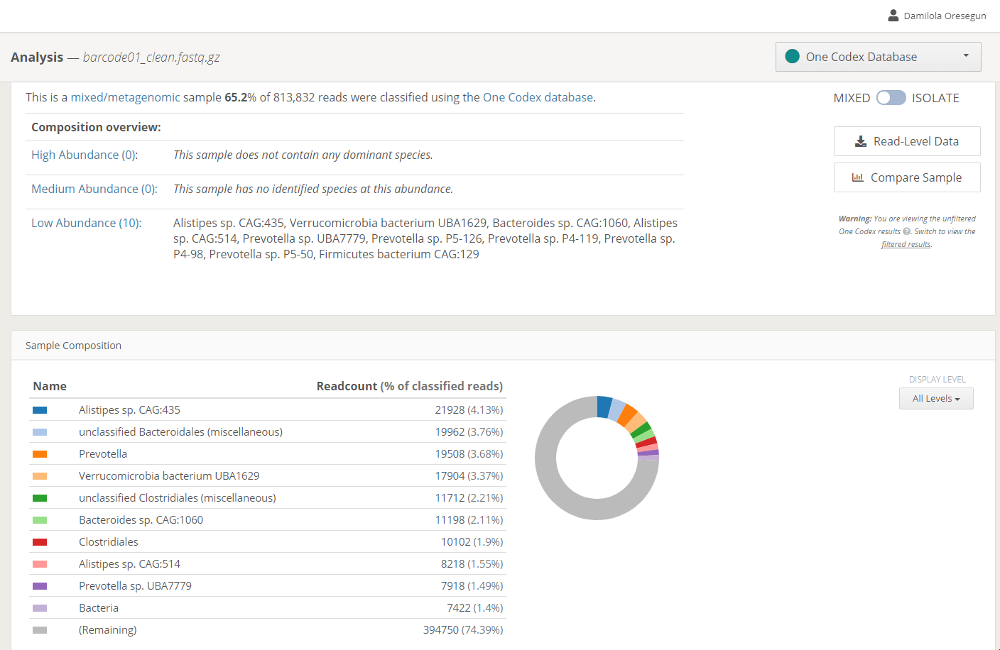 Damilola Oresegun
Analysis — barcode01_clean.fastq.gz
One Codex Database
This is a mixed/metagenomic sample 65.2% of 813,832 reads were classified using the One Codex database.
MIXED ISOLATE
Composition overview:
Read-Level Data
High Abundance (0): This sample does not contain any dominant species.
Compare Sample
Medium Abundance (0): This sample has no identified species at this abundance.
Low Abundance (10): Alistipes sp. CAG:435, Verrucomicrobia bacterium UBA1629, Bacteroides sp. CAG:1060, Alistipes
sp. CAG:514, Prevotella sp. UBA7779, Prevotella sp. P5-126, Prevotella sp. P4-119, Prevotella sp.
P4-98, Prevotella sp. P5-50, Firmicutes bacterium CAG:129
Warning: You are viewing the unfiltered
One Codex results ?. Switch to view the
filtered results.
Sample Composition
Name Readcount (% of classified reads)
Alistipes sp. CAG:435 21928 (4.13%)
unclassified Bacteroidales (miscellaneous) 19962 (3.76%)
Prevotella 19508 (3.68%)
Verrucomicrobia bacterium UBA1629 17904 (3.37%)
unclassified Clostridiales (miscellaneous) 11712 (2.21%)
Bacteroides sp. CAG:1060 11198 (2.11%)
Clostridiales 10102 (1.9%)
Alistipes sp. CAG:514 8218 (1.55%)
Prevotella sp. UBA7779 7918 (1.49%)
Bacteria 7422 (1.4%)
(Remaining) 394750 (74.39%)
DISPLAY LEVEL
All Levels